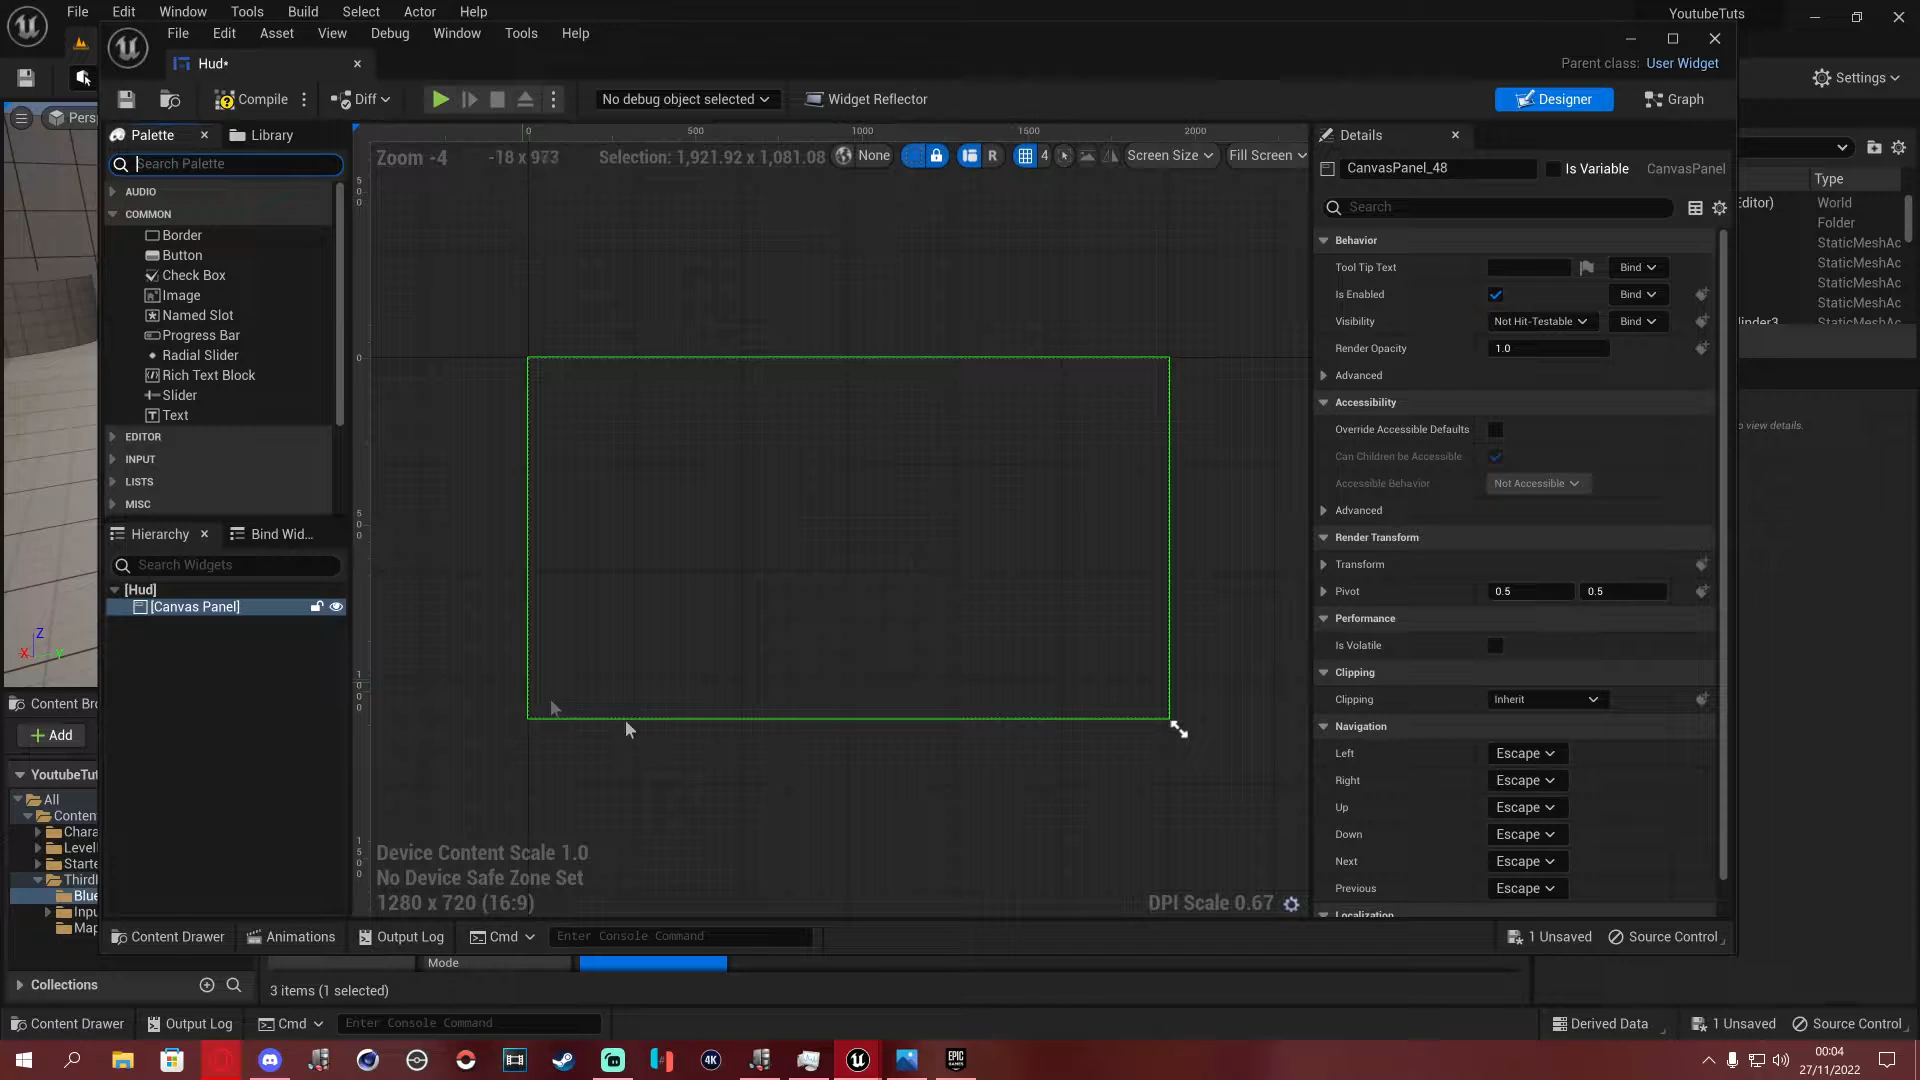 File Edit Window Tools Build Select Actor Help
YoutubeTuts
File Edit Asset View Debug Window Tools Help
Hud*
Parent class: User Widget
Compile
Diff
No debug object selected
Widget Reflector
Designer
Graph
Settings
Pers
Palette
Library
Search Palette
AUDIO
COMMON
Border
Button
Check Box
Image
Named Slot
Progress Bar
Radial Slider
Rich Text Block
Slider
Text
EDITOR
INPUT
LISTS
MISC
Hierarchy
Bind Wid...
Search Widgets
[Hud]
[Canvas Panel]
0 500 1000 1500 2000
Zoom -4
-18 x 973
Selection: 1,921.92 x 1,081.08
None
R
4
Screen Size
Fill Screen
Device Content Scale 1.0
No Device Safe Zone Set
1280 x 720 (16:9)
DPI Scale 0.67
Details
CanvasPanel_48
Is Variable
CanvasPanel
Search
Behavior
Tool Tip Text
Bind
Is Enabled
Bind
Visibility
Not Hit-Testable
Bind
Render Opacity
1.0
Advanced
Accessibility
Override Accessible Defaults
Can Children be Accessible
Accessible Behavior
Not Accessible
Advanced
Render Transform
Transform
Pivot
0.5
0.5
Performance
Is Volatile
Clipping
Clipping
Inherit
Navigation
Left
Escape
Right
Escape
Up
Escape
Down
Escape
Next
Escape
Previous
Escape
Localization
Type
Editor)
World
Folder
StaticMeshAc
StaticMeshAc
StaticMeshAc
StaticMeshAc
linder3
StaticMeshAc
o view details.
X Z Y
Content Bro
Add
YoutubeTut
All
Conten
Chara
Level
Starte
Thirdl
Blue
Inpu
Map
Collections
Content Drawer
Animations
Output Log
Cmd
Enter Console Command
1 Unsaved
Source Control
Mode
3 items (1 selected)
Content Drawer
Output Log
Cmd
Enter Console Command
Derived Data
1 Unsaved
Source Control
4K
EPIC GAMES
00:04
27/11/2022